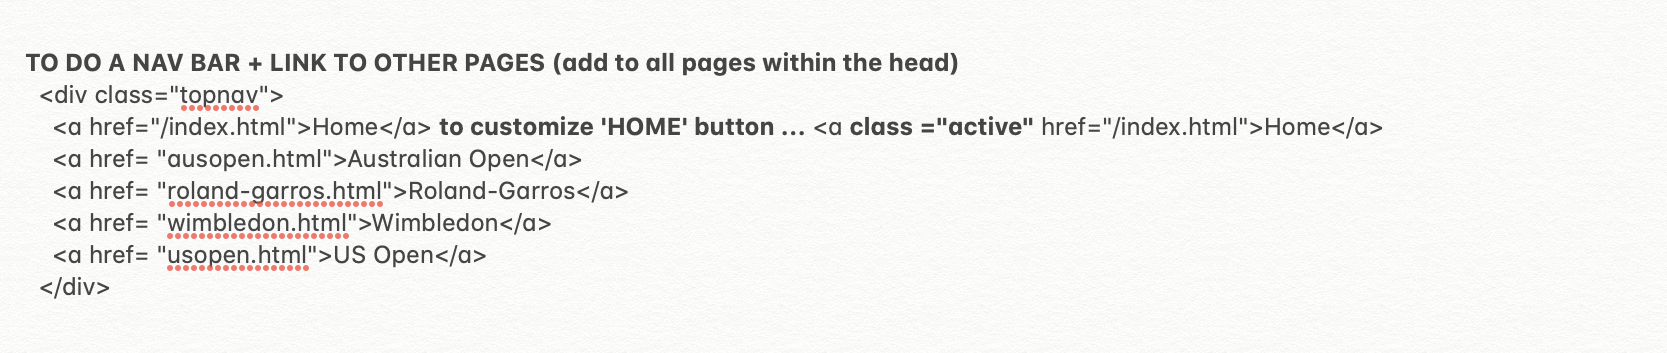 TO DO A NAV BAR + LINK TO OTHER PAGES (add to all pages within the head)
<div class="topnav">
<a href="/index.html">Home</a> to customize 'HOME' button ... <a class ="active" href="/index.html">Home</a>
<a href= "ausopen.html">Australian Open</a>
<a href= "roland-garros.html">Roland-Garros</a>
<a href= "wimbledon.html">Wimbledon</a>
<a href= "usopen.html">US Open</a>
</div>